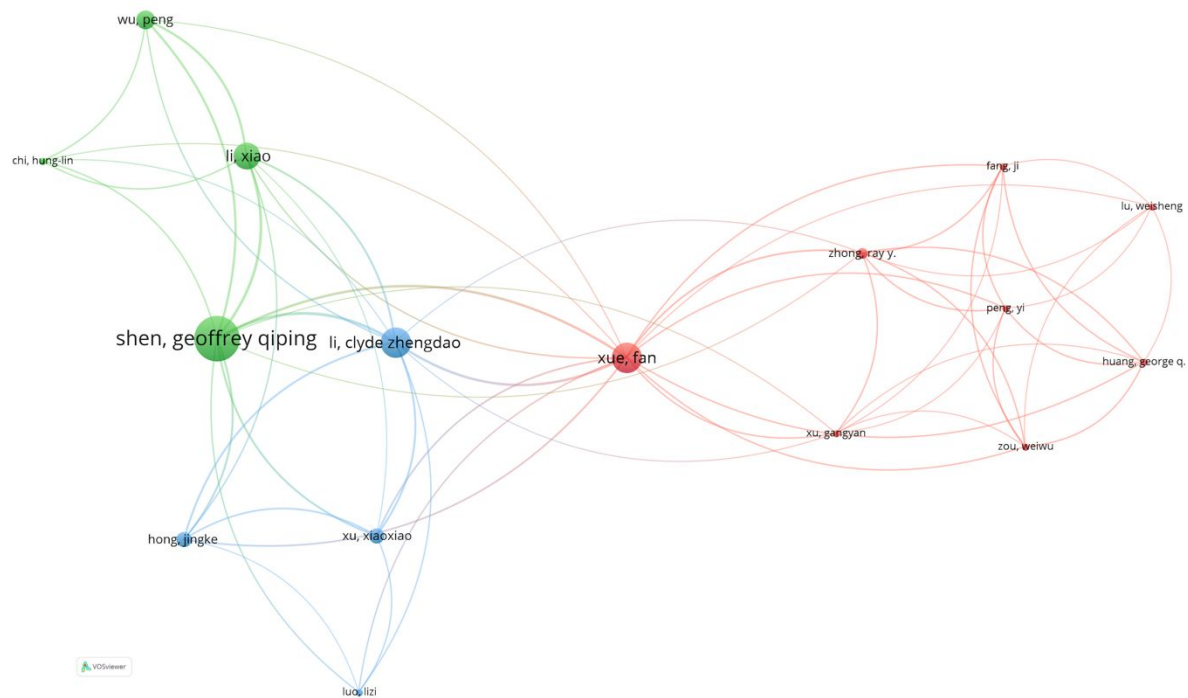 wu, peng
chi, hung-lin
li, xiao
fang, ji
lu, weisheng
zhong, ray y.
peng, yi
shen, geoffrey qiping
li, clyde zhengdao
xue, fan
huang, george q.
xu, gangyan
zou, weiwu
hong, jingke
xu, xiaoxiao
luo, lizi
VOSviewer